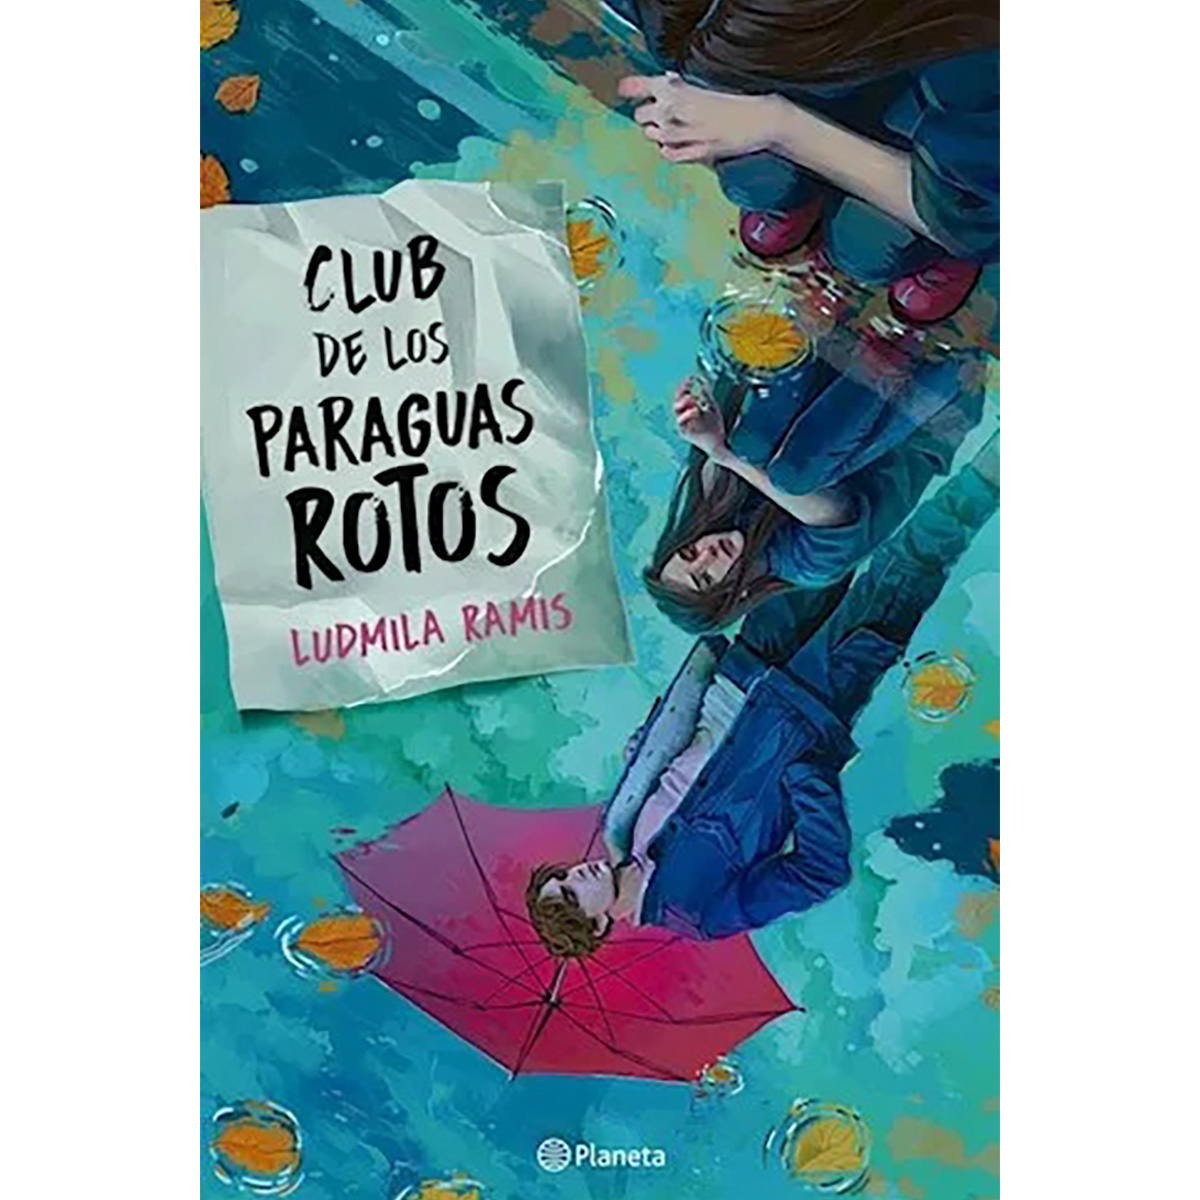 CLUB
DE LOS
PARAGUAS
ROTOS
LUDMILA RAMIS
Planeta